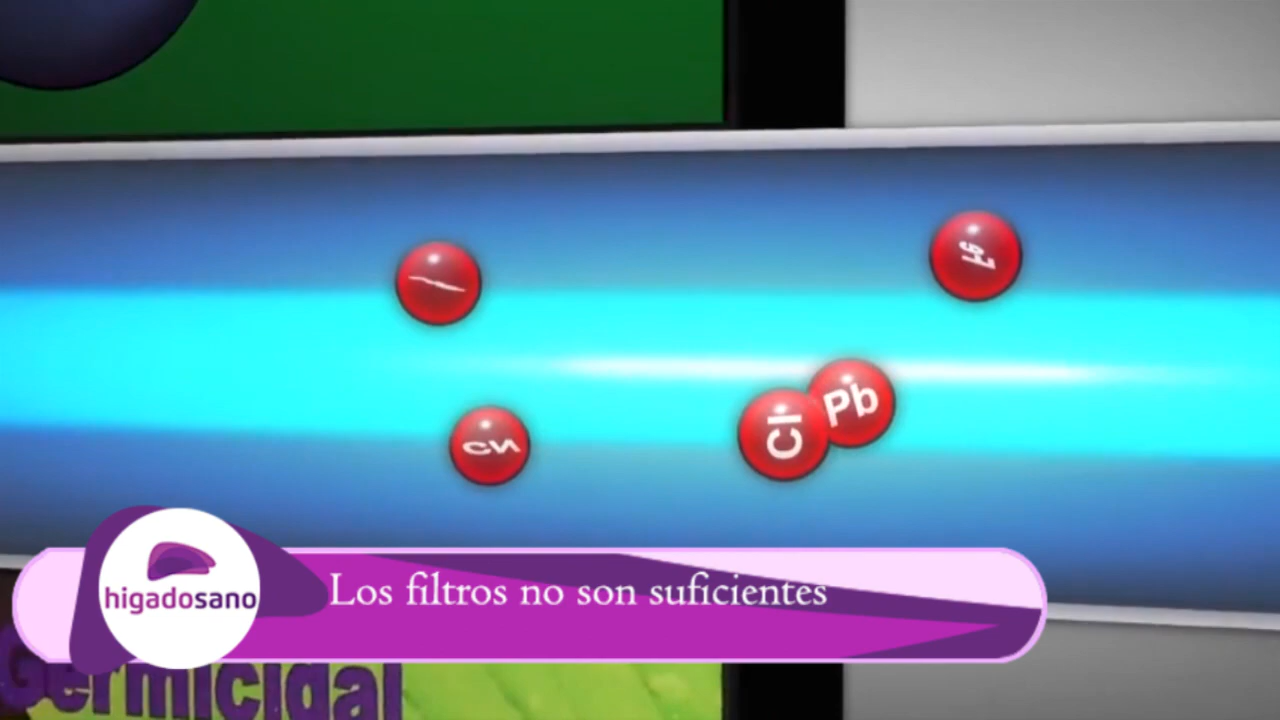 Cl
Pb
higadosano
Los filtros no son suficientes
Germicidal